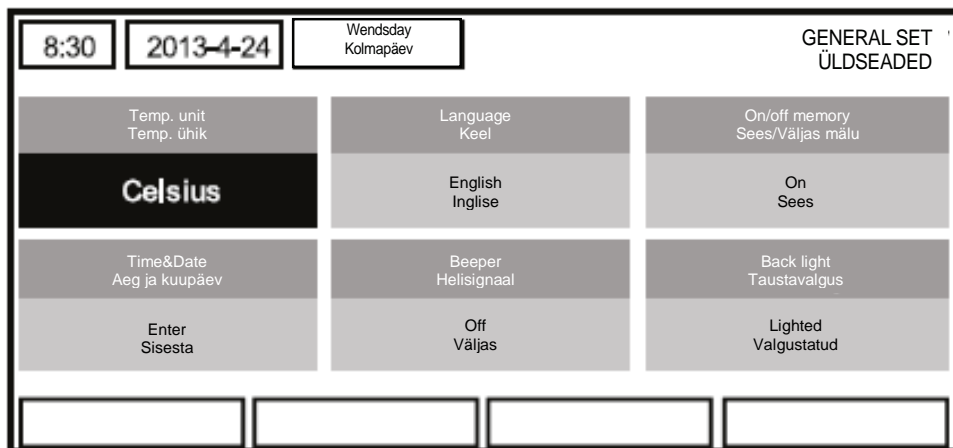 8:30
2013-4-24
Wendsday
Kolmapäev
GENERAL SET
ÜLDSEADED
Temp. unit
Temp. ühik
Language
Keel
On/off memory
Sees/Väljas mälu
Celsius
English
Inglise
On
Sees
Time&Date
Aeg ja kuupäev
Beeper
Helisignaal
Back light
Taustavalgus
Enter
Sisesta
Off
Väljas
Lighted
Valgustatud